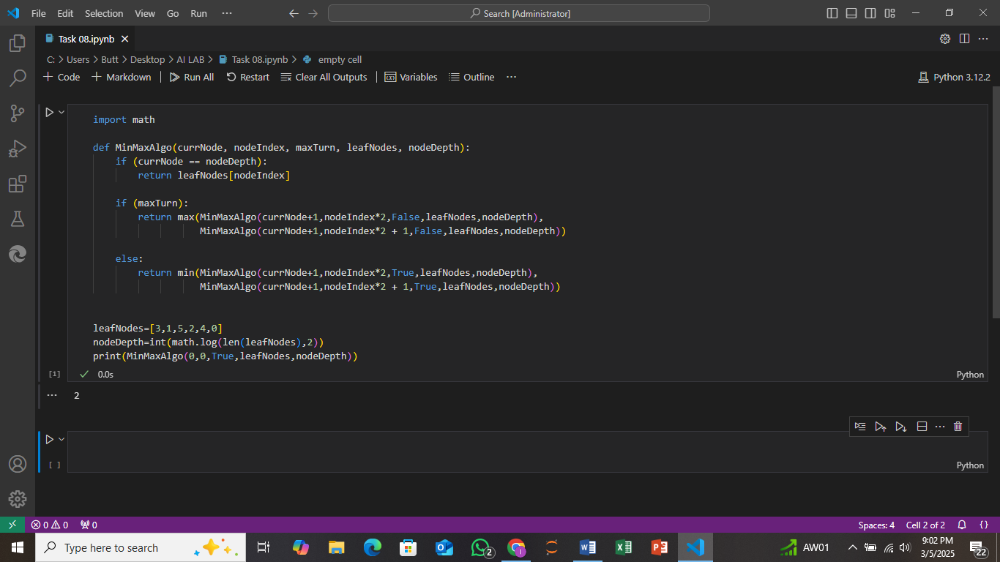 File Edit Selection View Go Run ··· Search [Administrator]
Task 08.ipynb
C: > Users > Butt > Desktop > AI LAB > Task 08.ipynb > empty cell
+ Code + Markdown | Run All Restart Clear All Outputs | Variables Outline ··· Python 3.12.2
import math
def MinMaxAlgo(currNode, nodeIndex, maxTurn, leafNodes, nodeDepth):
    if (currNode == nodeDepth):
        return leafNodes[nodeIndex]
    if (maxTurn):
        return max(MinMaxAlgo(currNode+1,nodeIndex*2,False,leafNodes,nodeDepth),
                   MinMaxAlgo(currNode+1,nodeIndex*2 + 1,False,leafNodes,nodeDepth))
    else:
        return min(MinMaxAlgo(currNode+1,nodeIndex*2,True,leafNodes,nodeDepth),
                   MinMaxAlgo(currNode+1,nodeIndex*2 + 1,True,leafNodes,nodeDepth))
leafNodes=[3,1,5,2,4,0]
nodeDepth=int(math.log(len(leafNodes),2))
print(MinMaxAlgo(0,0,True,leafNodes,nodeDepth))
[1] ✓ 0.0s Python
··· 2
[ ] Python
0 0 0 Spaces: 4 Cell 2 of 2 {}
Type here to search 2 AW01 9:02 PM
3/5/2025 22